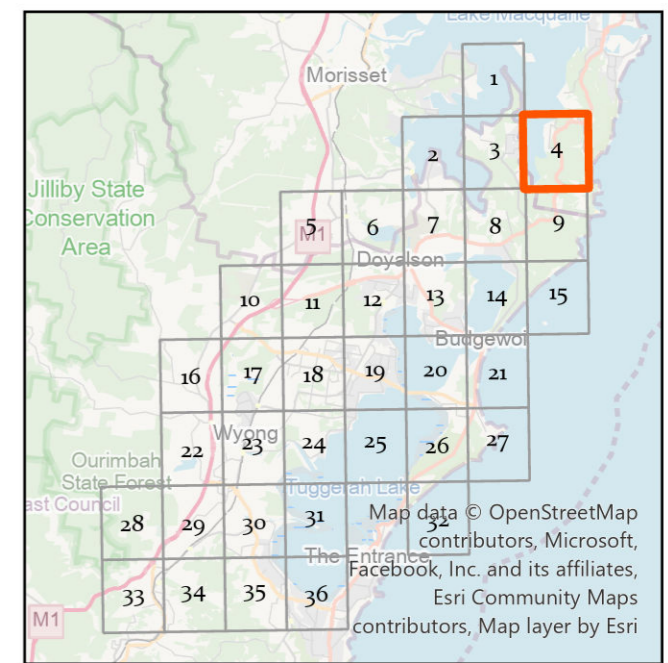 Lake Macquarie
Morisset
1
2
3
4
Jilliby State
Conservation
Area
5
M1
6
7
8
9
Doyalson
10
11
12
13
14
15
Budgewoi
16
17
18
19
20
21
Wyong
22
23
24
25
26
27
Ourimbah
State Forest
ast Council
Tuggerah Lake
28
29
30
31
32
The Entrance
Map data © OpenStreetMap
contributors, Microsoft,
Facebook, Inc. and its affiliates,
Esri Community Maps
contributors, Map layer by Esri
33
34
35
36
M1